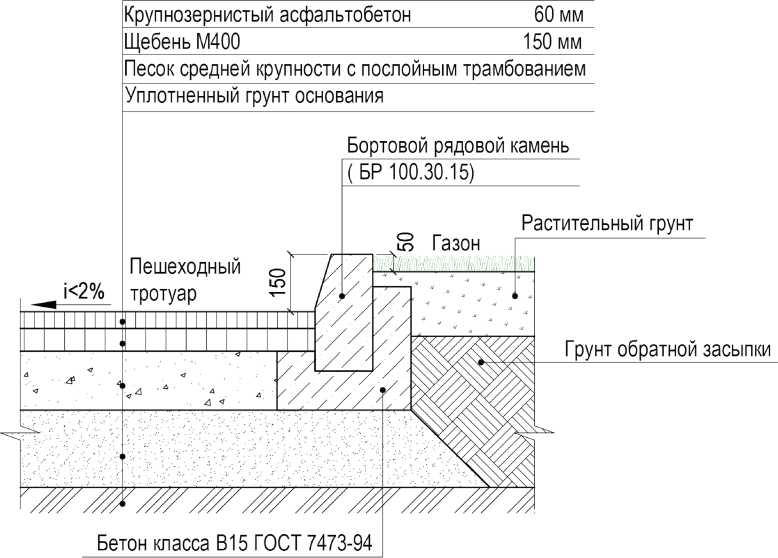 Крупнозернистый асфальтобетон 60 мм
Щебень М400 150 мм
Песок средней крупности с послойным трамбованием
Уплотненный грунт основания
Бортовой рядовой камень
( БР 100.30.15)
Растительный грунт
50
Газон
Пешеходный
тротуар
150
i<2%
Грунт обратной засыпки
Бетон класса В15 ГОСТ 7473-94